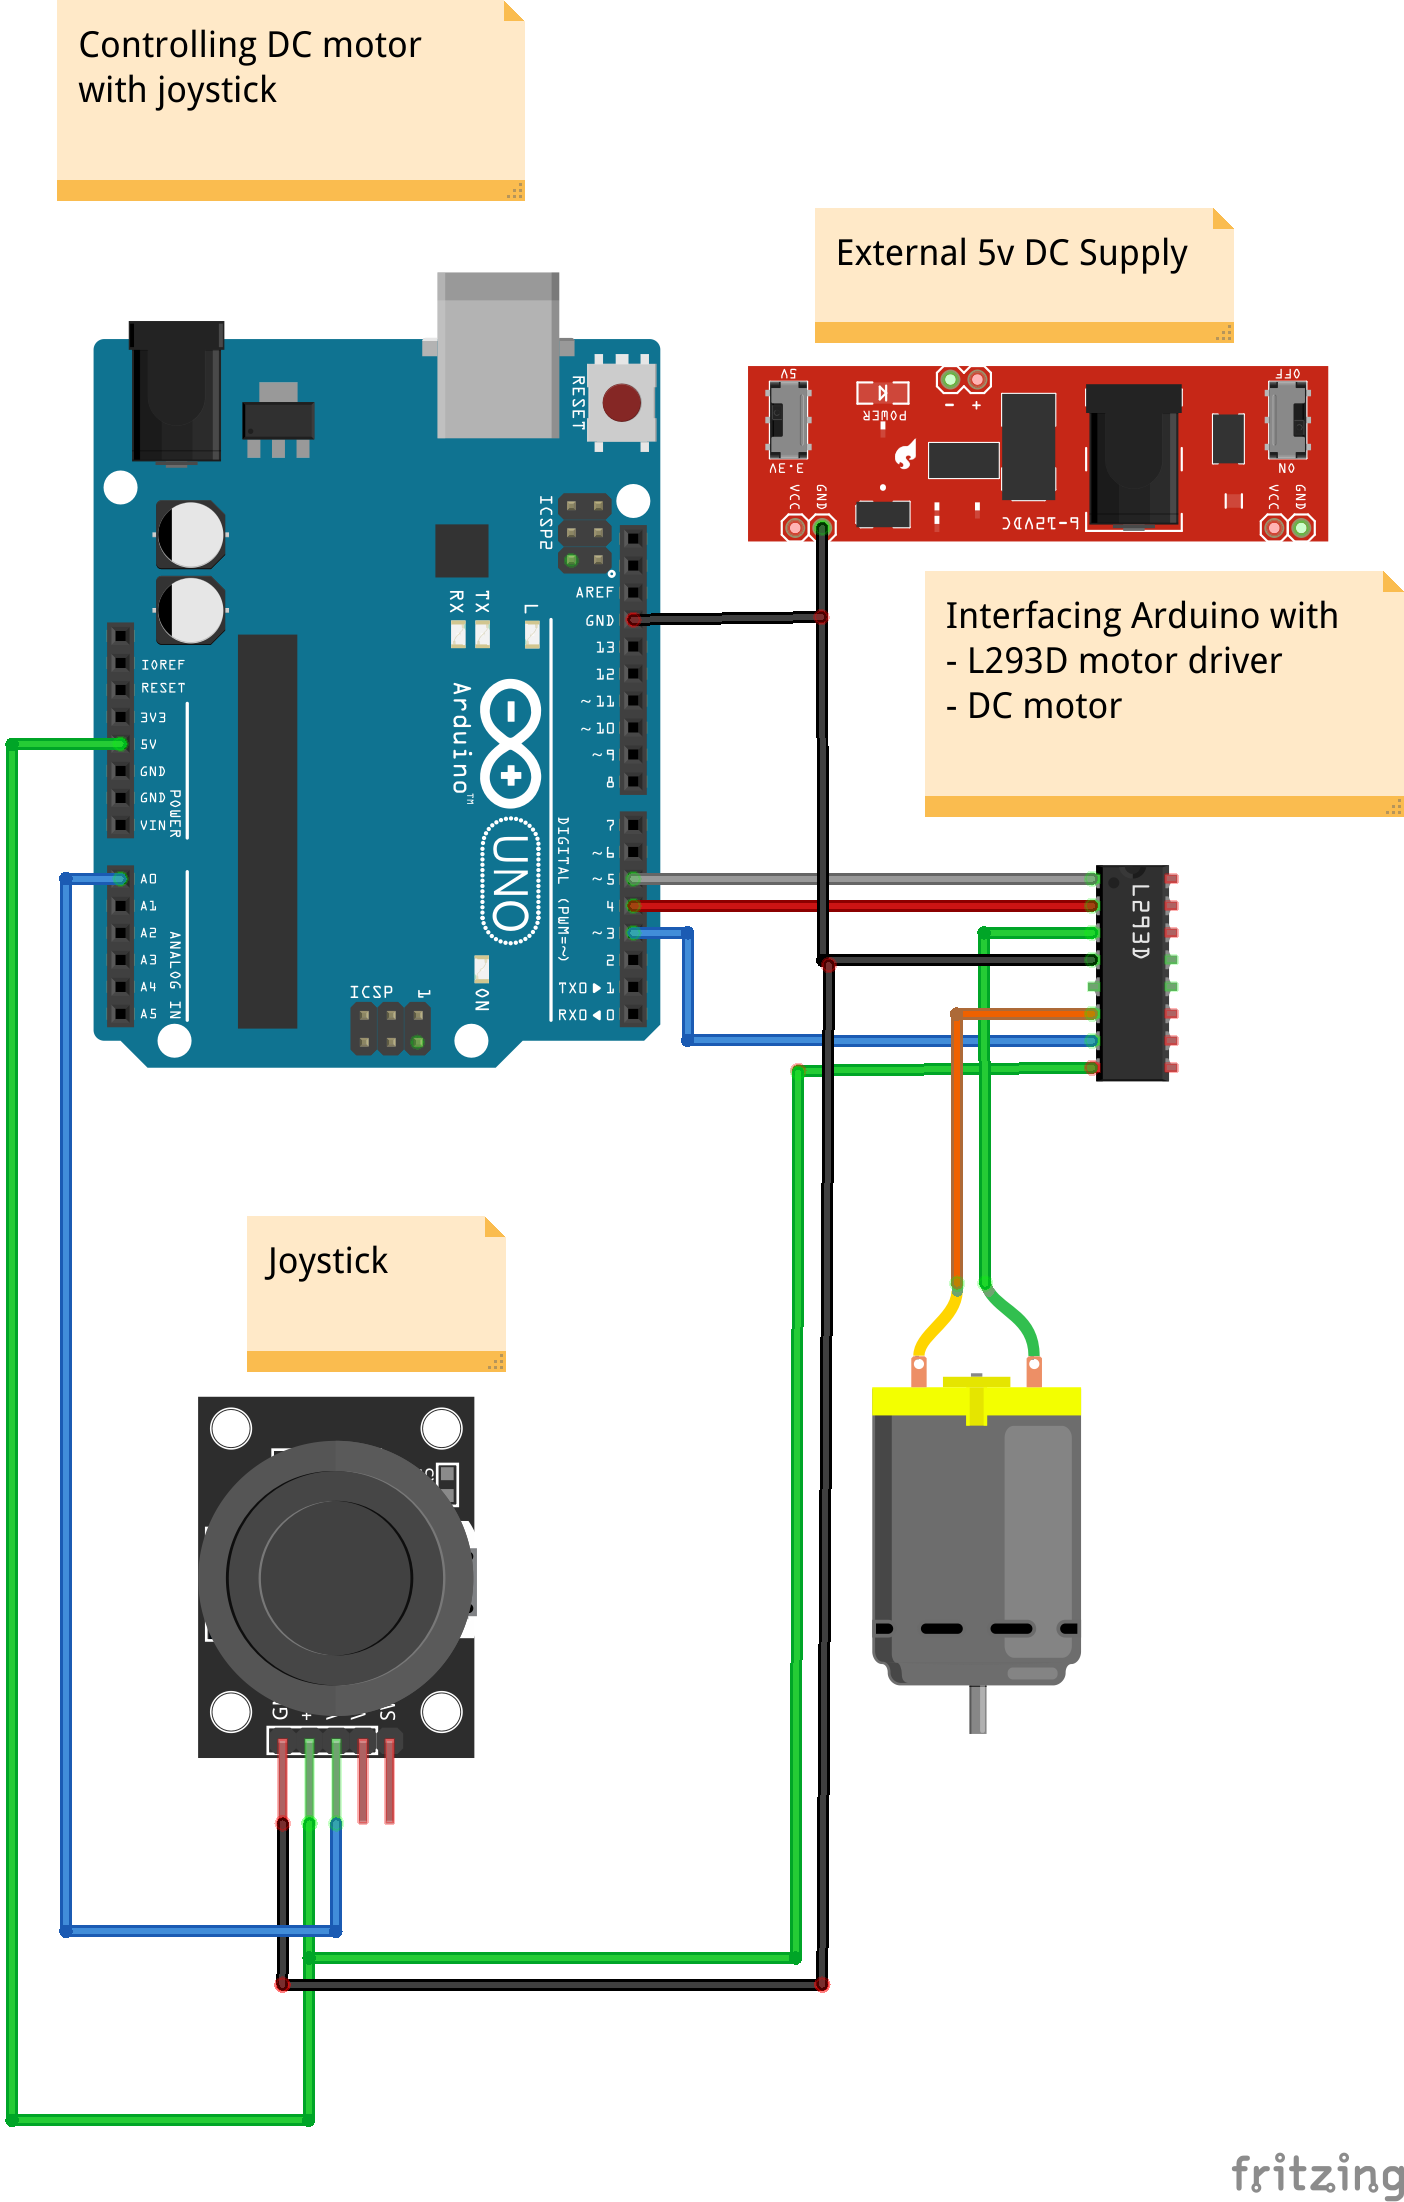 Controlling DC motor
with joystick
External 5v DC Supply
5V
POWER
- +
OFF
3.3V
ON
VCC GND
6-12VDC
VCC GND
RESET
ICSP2
AREF
GND
13
12
~11
~10
~9
8
RX TX L
IOREF
RESET
3V3
5V
GND
GND
VIN
POWER
Arduino™
UNO
DIGITAL (PWM=~)
7
~6
~5
4
~3
2
TX0▶1
RX0◀0
A0
A1
A2
A3
A4
A5
ANALOG IN
ICSP 1
ON
Interfacing Arduino with
- L293D motor driver
- DC motor
L293D
Joystick
+
fritzing